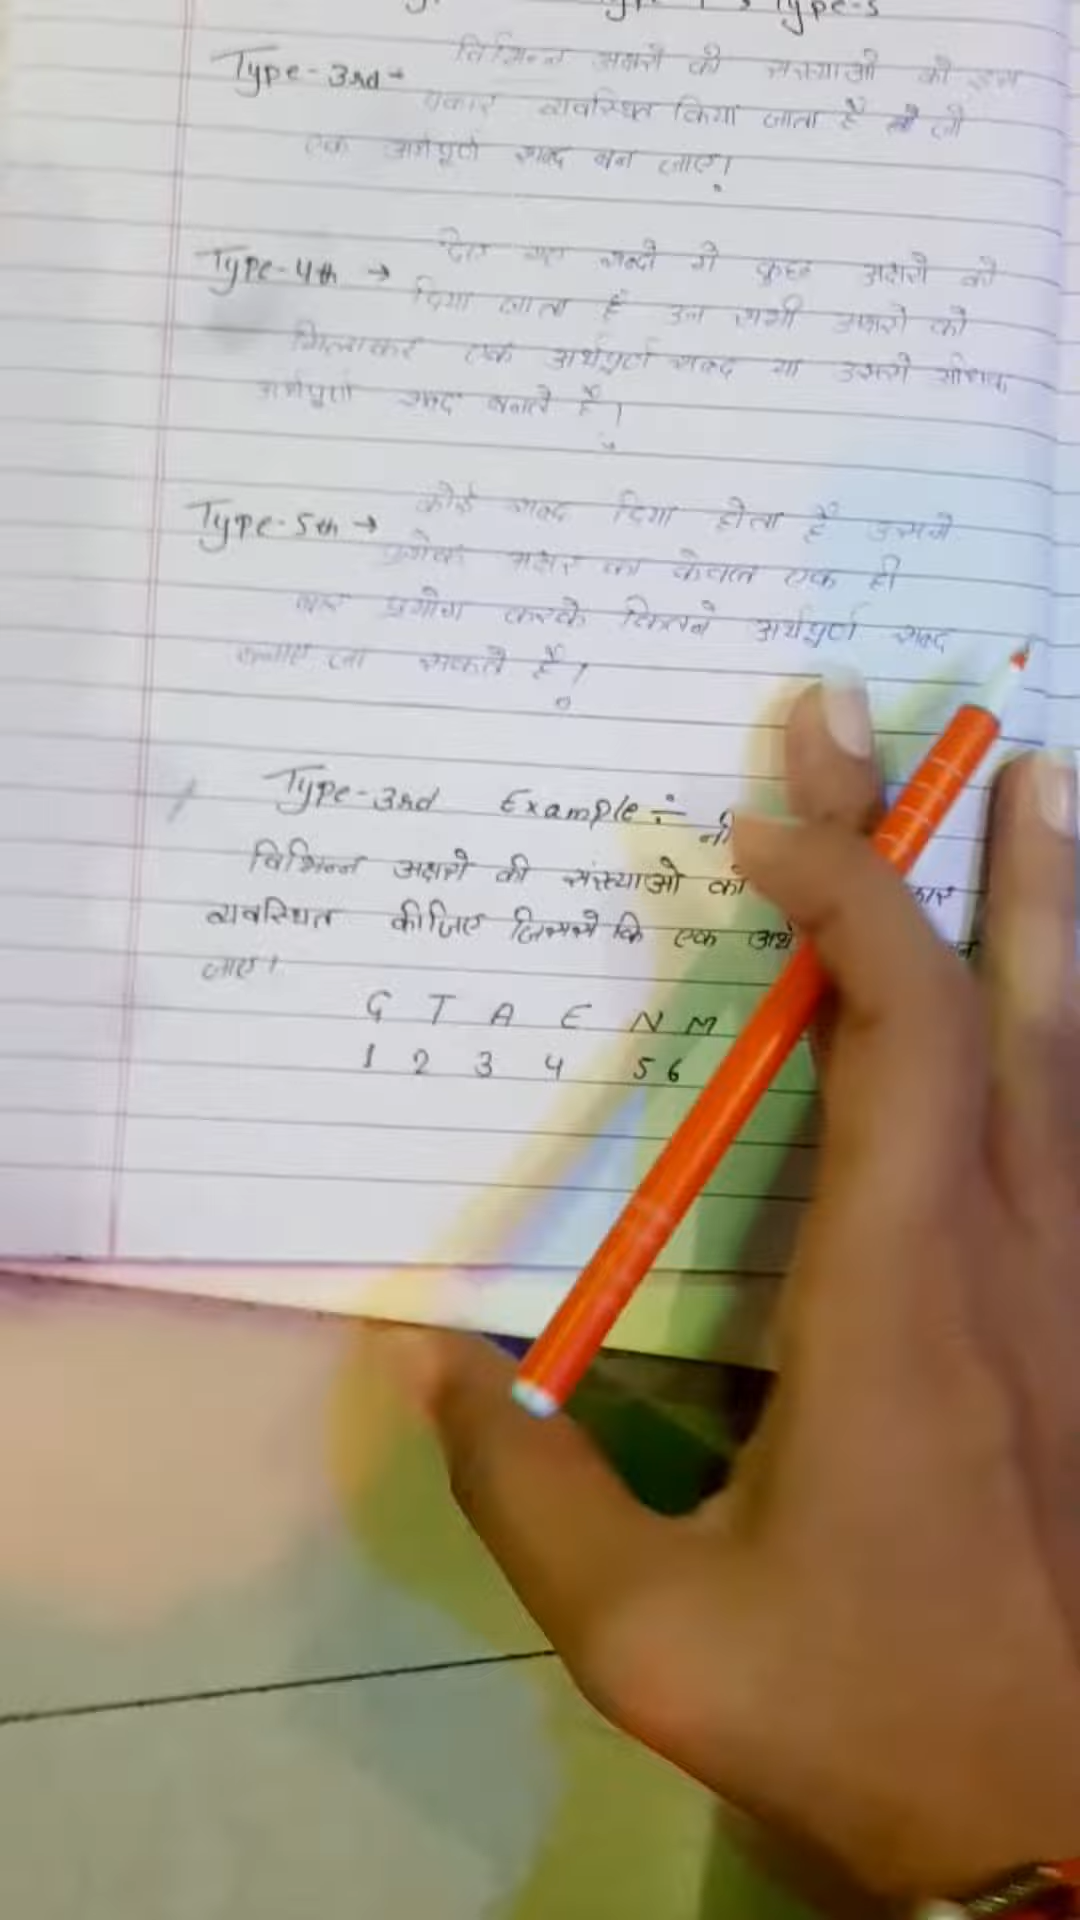 Type-s
Type-3rd→ विभिन्न अक्षरो की संख्याओ को इस
प्रकार व्यवस्थित किया जाता है जो
एक अर्थपूर्ण शब्द बन जाए।
Type-4th → दिए गए शब्दो में कुछ अक्षरो को
दिया जाता है उन सभी अक्षरो को
मिलाकर एक अर्थपूर्ण शब्द या उससे अधिक
अर्थपूर्ण शब्द बनाते है।
Type-5th → कोई शब्द दिया होता है उसके
प्रत्येक अक्षर का केवल एक ही
बार प्रयोग करके कितने अर्थपूर्ण शब्द
बनाए जा सकते है।
Type-3rd Example ÷
विभिन्न अक्षरो की संख्याओ को
व्यवस्थित कीजिए जिससे कि एक
जाए।
G T A E N M
1 2 3 4 5 6